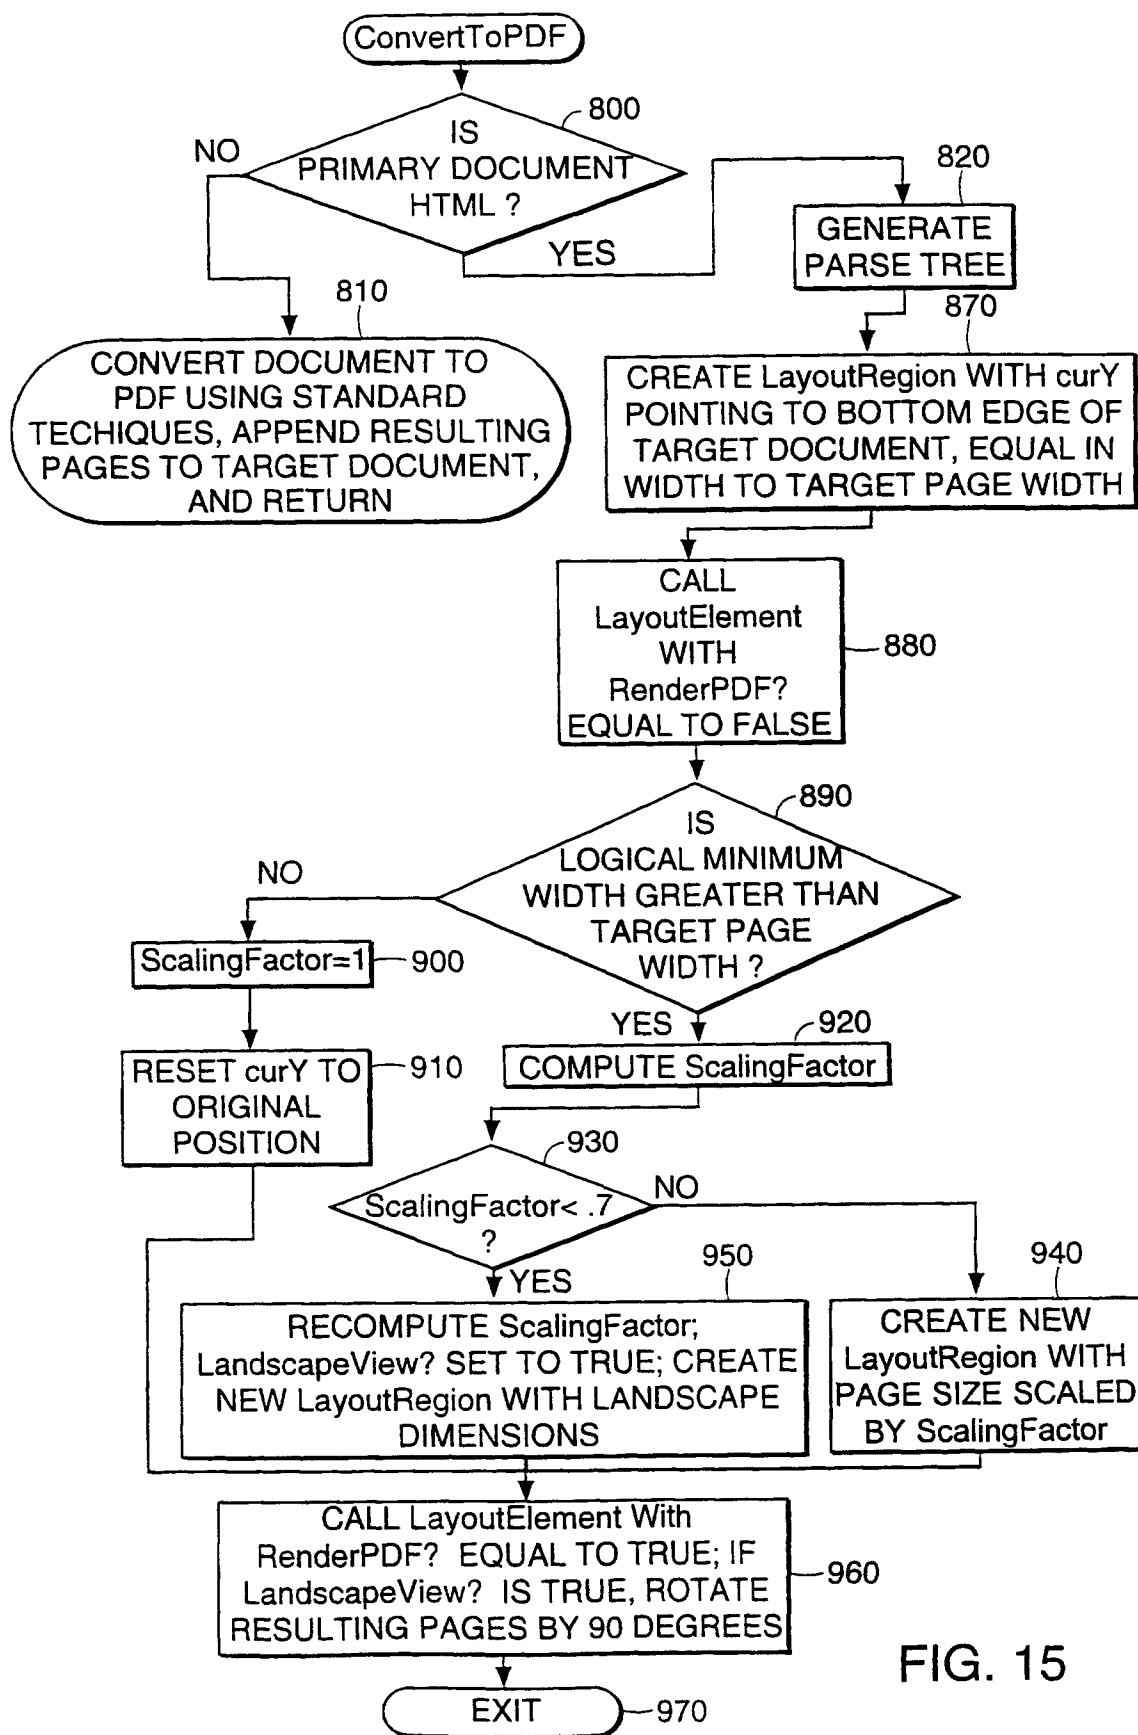 ConvertToPDF
800
IS
PRIMARY DOCUMENT
HTML ?
NO
YES
820
GENERATE
PARSE TREE
810
CONVERT DOCUMENT TO
PDF USING STANDARD
TECHIQUES, APPEND RESULTING
PAGES TO TARGET DOCUMENT,
AND RETURN
870
CREATE LayoutRegion WITH curY
POINTING TO BOTTOM EDGE OF
TARGET DOCUMENT, EQUAL IN
WIDTH TO TARGET PAGE WIDTH
CALL
LayoutElement
WITH
RenderPDF?
EQUAL TO FALSE
880
890
IS
LOGICAL MINIMUM
WIDTH GREATER THAN
TARGET PAGE
WIDTH ?
NO
YES
ScalingFactor=1
900
RESET curY TO
ORIGINAL
POSITION
910
920
COMPUTE ScalingFactor
930
ScalingFactor< .7
?
NO
YES
950
RECOMPUTE ScalingFactor;
LandscapeView? SET TO TRUE; CREATE
NEW LayoutRegion WITH LANDSCAPE
DIMENSIONS
940
CREATE NEW
LayoutRegion WITH
PAGE SIZE SCALED
BY ScalingFactor
CALL LayoutElement With
RenderPDF? EQUAL TO TRUE; IF
LandscapeView? IS TRUE, ROTATE
RESULTING PAGES BY 90 DEGREES
960
EXIT
970
FIG. 15